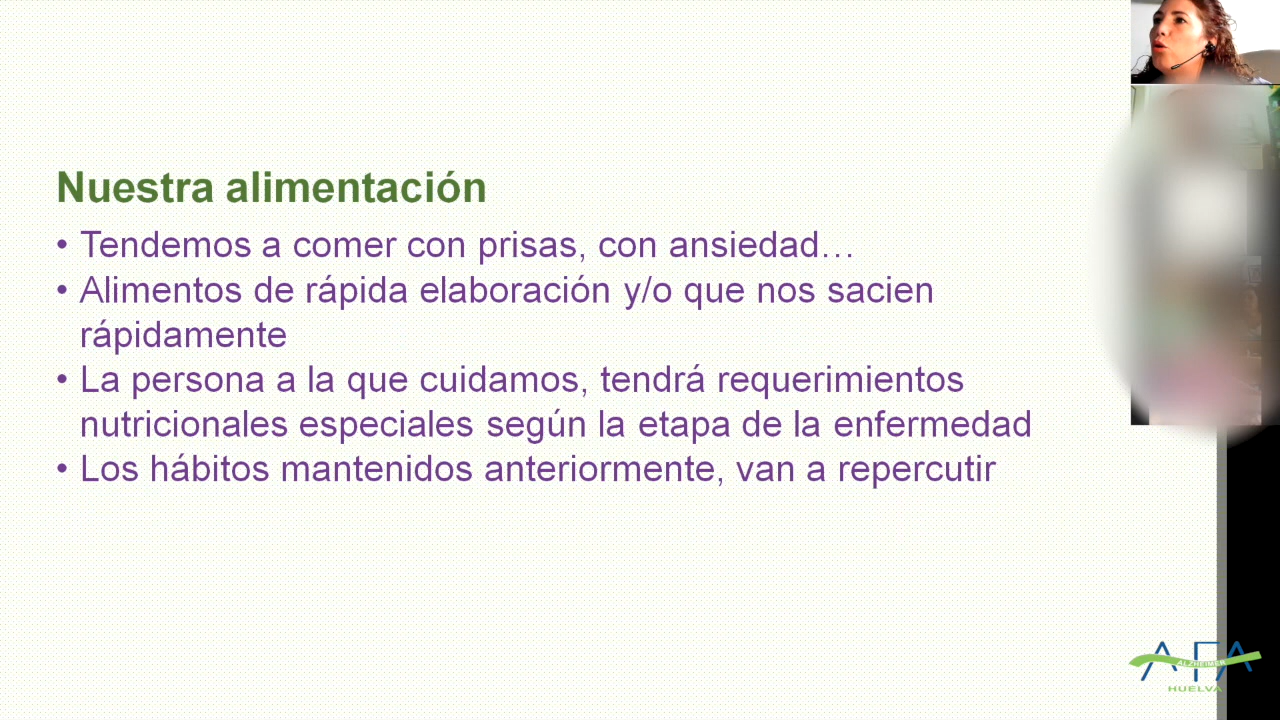 Nuestra alimentación
• Tendemos a comer con prisas, con ansiedad…
• Alimentos de rápida elaboración y/o que nos sacien
rápidamente
• La persona a la que cuidamos, tendrá requerimientos
nutricionales especiales según la etapa de la enfermedad
• Los hábitos mantenidos anteriormente, van a repercutir
AFA
ALZHEIMER
HUELVA